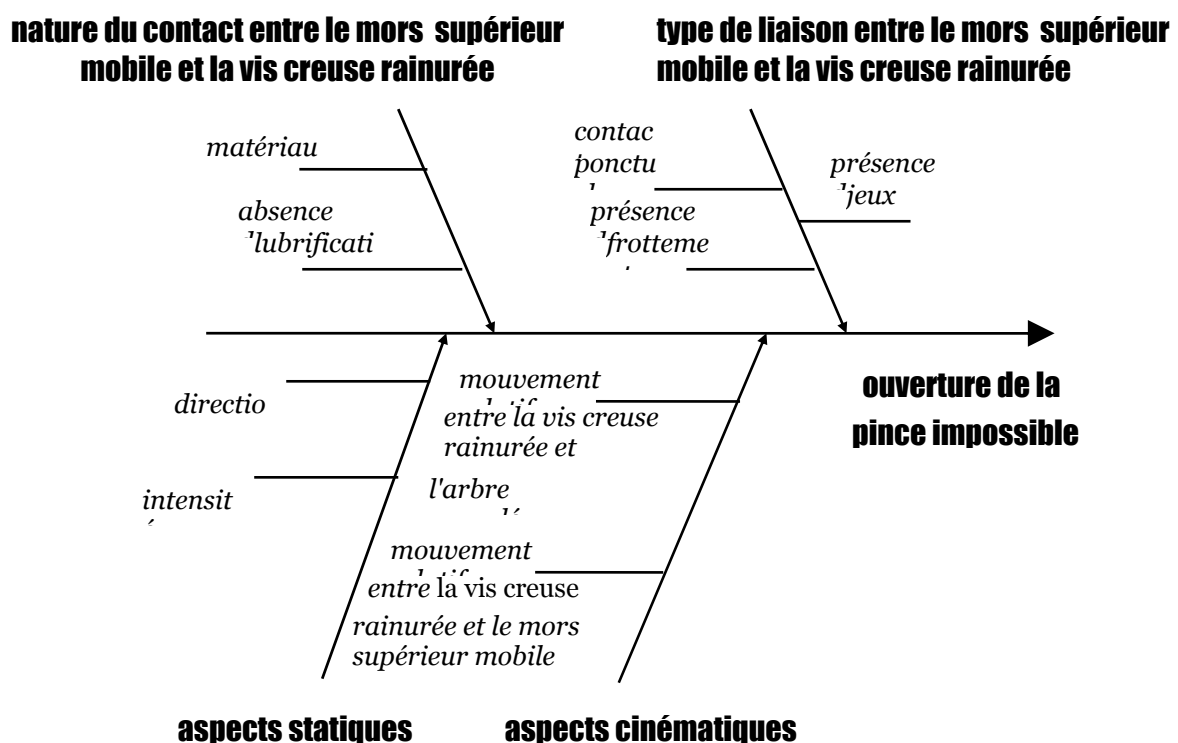 nature du contact entre le mors supérieur
mobile et la vis creuse rainurée
type de liaison entre le mors supérieur
mobile et la vis creuse rainurée
matériau
absence
lubrificati
contac
ponctu
présence
frotteme
présence
jeux
directio
intensit
mouvement
entre la vis creuse
rainurée et
l'arbre
mouvement
entre la vis creuse
rainurée et le mors
supérieur mobile
ouverture de la
pince impossible
aspects statiques
aspects cinématiques